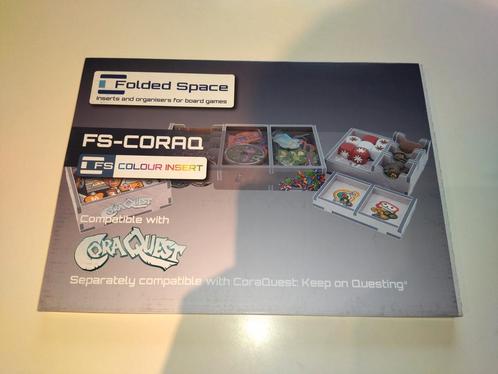 Folded Space
inserts and organisers for board games
FS-CORAQ
FS COLOUR INSERT
CORAQUEST
Compatible with
CORAQUEST
Separately compatible with CoraQuest: Keep on Questing®